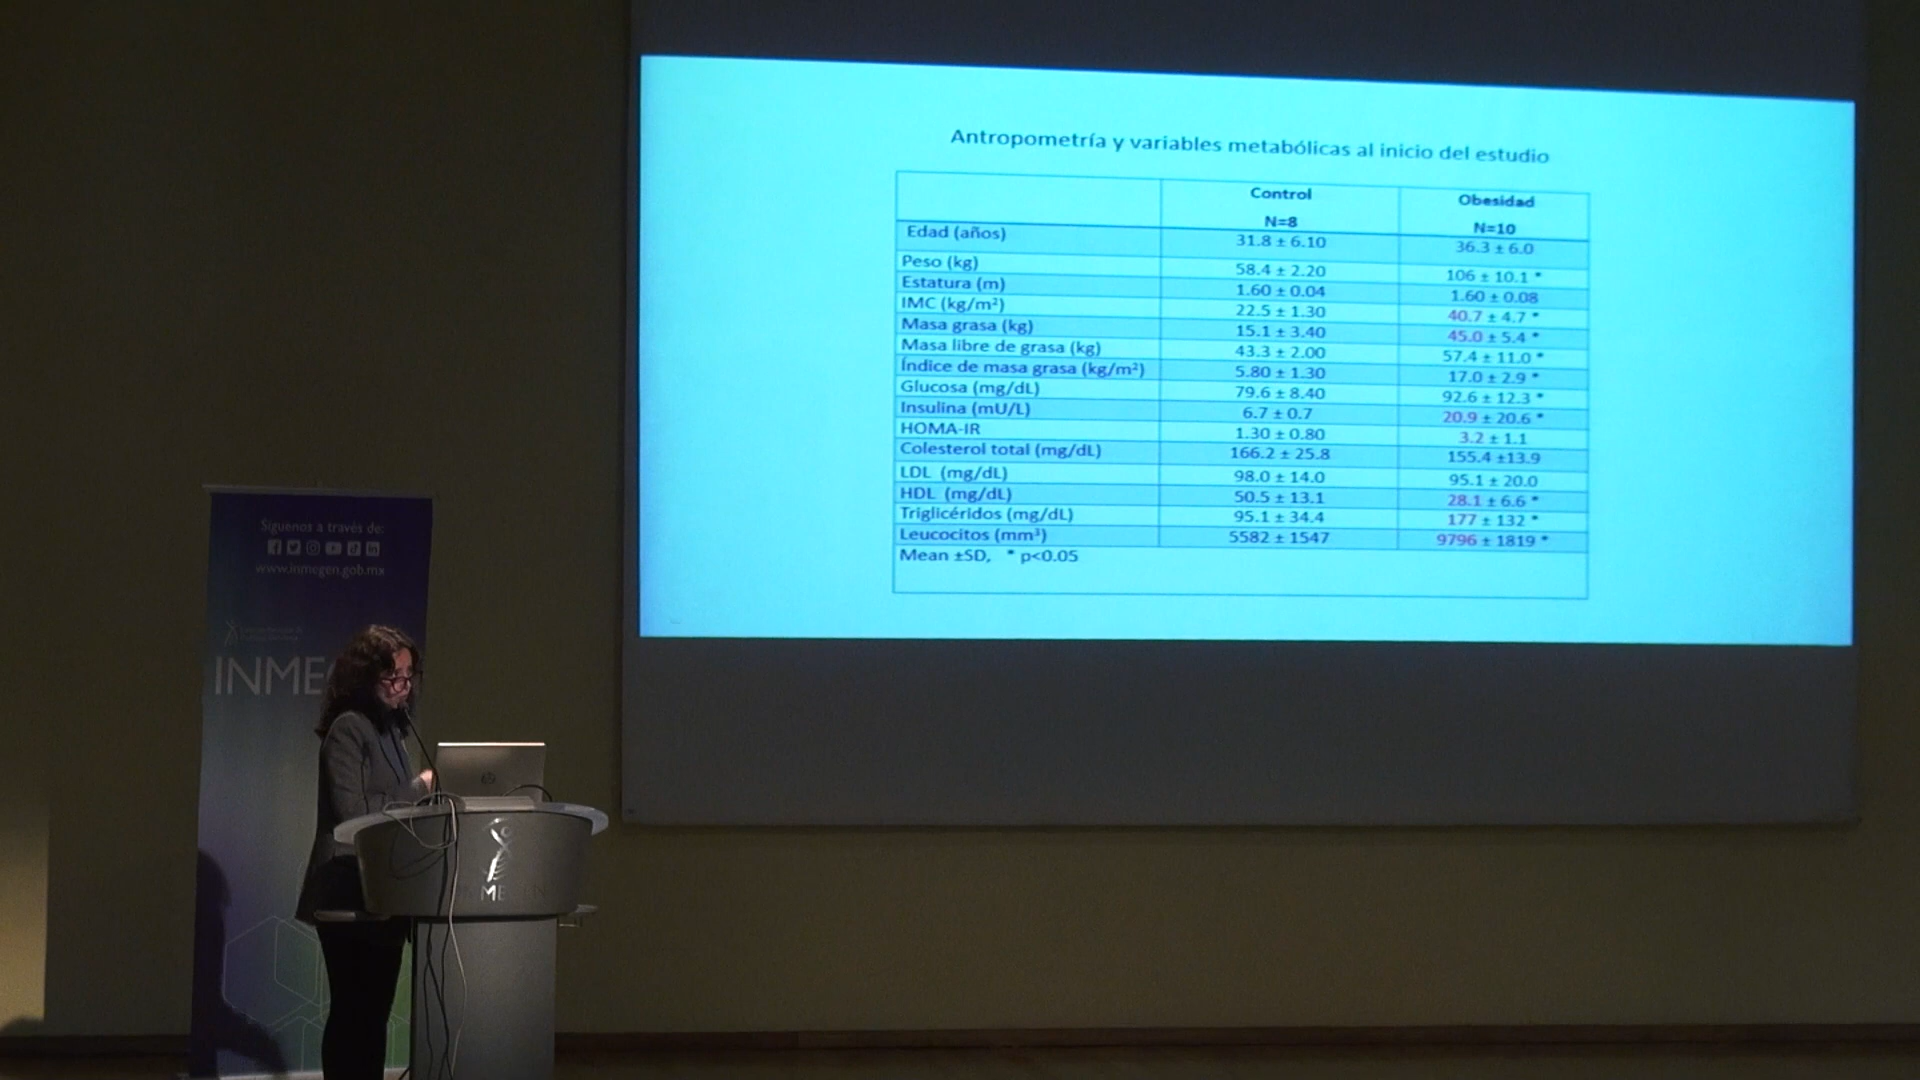 Antropometría y variables metabólicas al inicio del estudio
Control Obesidad
N=8 N=10
Edad (años) 31.8 ± 6.10 36.3 ± 6.0
Peso (kg) 58.4 ± 2.20 106 ± 10.1 *
Estatura (m) 1.60 ± 0.04 1.60 ± 0.08
IMC (kg/m²) 22.5 ± 1.30 40.7 ± 4.7 *
Masa grasa (kg) 15.1 ± 3.40 45.0 ± 5.4 *
Masa libre de grasa (kg) 43.3 ± 2.00 57.4 ± 11.0 *
Índice de masa grasa (kg/m²) 5.80 ± 1.30 17.0 ± 2.9 *
Glucosa (mg/dL) 79.6 ± 8.40 92.6 ± 12.3 *
Insulina (mU/L) 6.7 ± 0.7 20.9 ± 20.6 *
HOMA-IR 1.30 ± 0.80 3.2 ± 1.1
Colesterol total (mg/dL) 166.2 ± 25.8 155.4 ±13.9
LDL (mg/dL) 98.0 ± 14.0 95.1 ± 20.0
HDL (mg/dL) 50.5 ± 13.1 28.1 ± 6.6 *
Triglicéridos (mg/dL) 95.1 ± 34.4 177 ± 132 *
Leucocitos (mm³) 5582 ± 1547 9796 ± 1819 *
Mean ±SD, * p<0.05
Síguenos a través de:
www.inmegen.gob.mx
INME